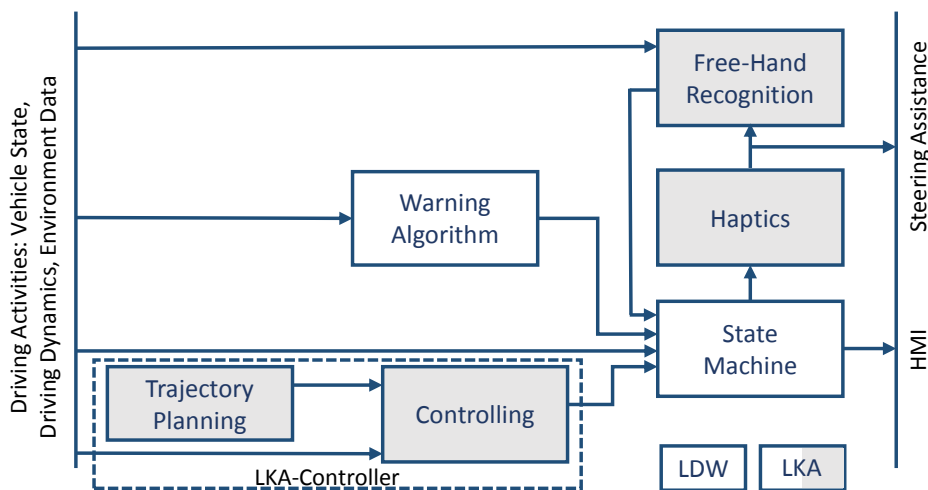 Driving Activities: Vehicle State,
Driving Dynamics, Environment Data
Free-Hand
Recognition
Warning
Algorithm
Haptics
State
Machine
Trajectory
Planning
Controlling
LKA-Controller
LDW
LKA
Steering Assistance
HMI